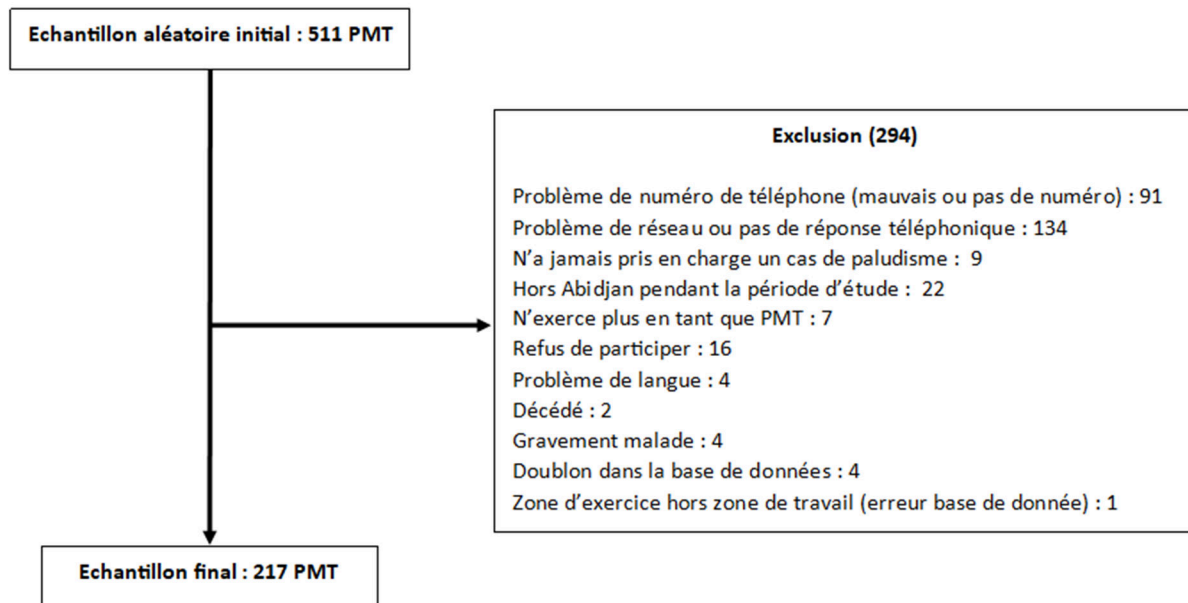 Echantillon aléatoire initial : 511 PMT
Exclusion (294)
Problème de numéro de téléphone (mauvais ou pas de numéro) : 91
Problème de réseau ou pas de réponse téléphonique : 134
N’a jamais pris en charge un cas de paludisme :  9
Hors Abidjan pendant la période d’étude :  22
N’exerce plus en tant que PMT : 7
Refus de participer : 16
Problème de langue : 4
Décédé : 2
Gravement malade : 4
Doublon dans la base de données : 4
Zone d’exercice hors zone de travail (erreur base de donnée) : 1
Echantillon final : 217 PMT